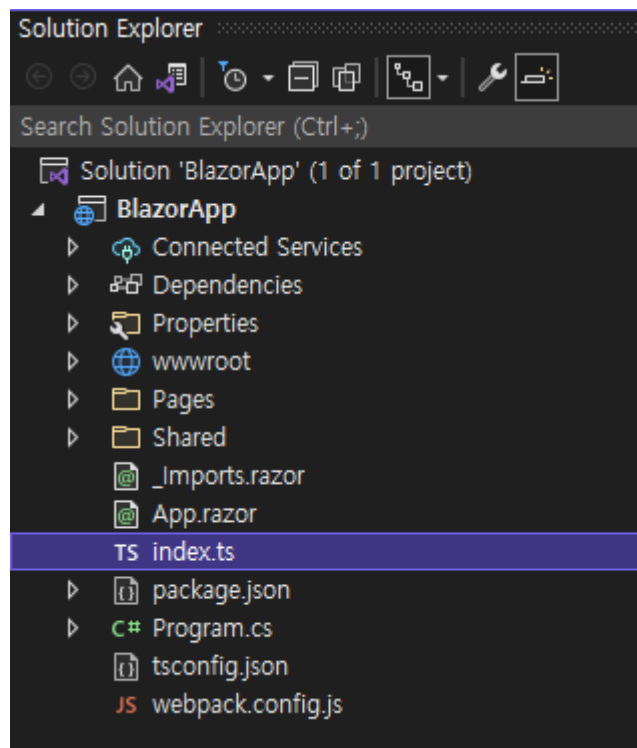 Solution Explorer
Search Solution Explorer (Ctrl+;)
Solution 'BlazorApp' (1 of 1 project)
BlazorApp
Connected Services
Dependencies
Properties
wwwroot
Pages
Shared
_Imports.razor
App.razor
TS index.ts
package.json
C# Program.cs
tsconfig.json
JS webpack.config.js